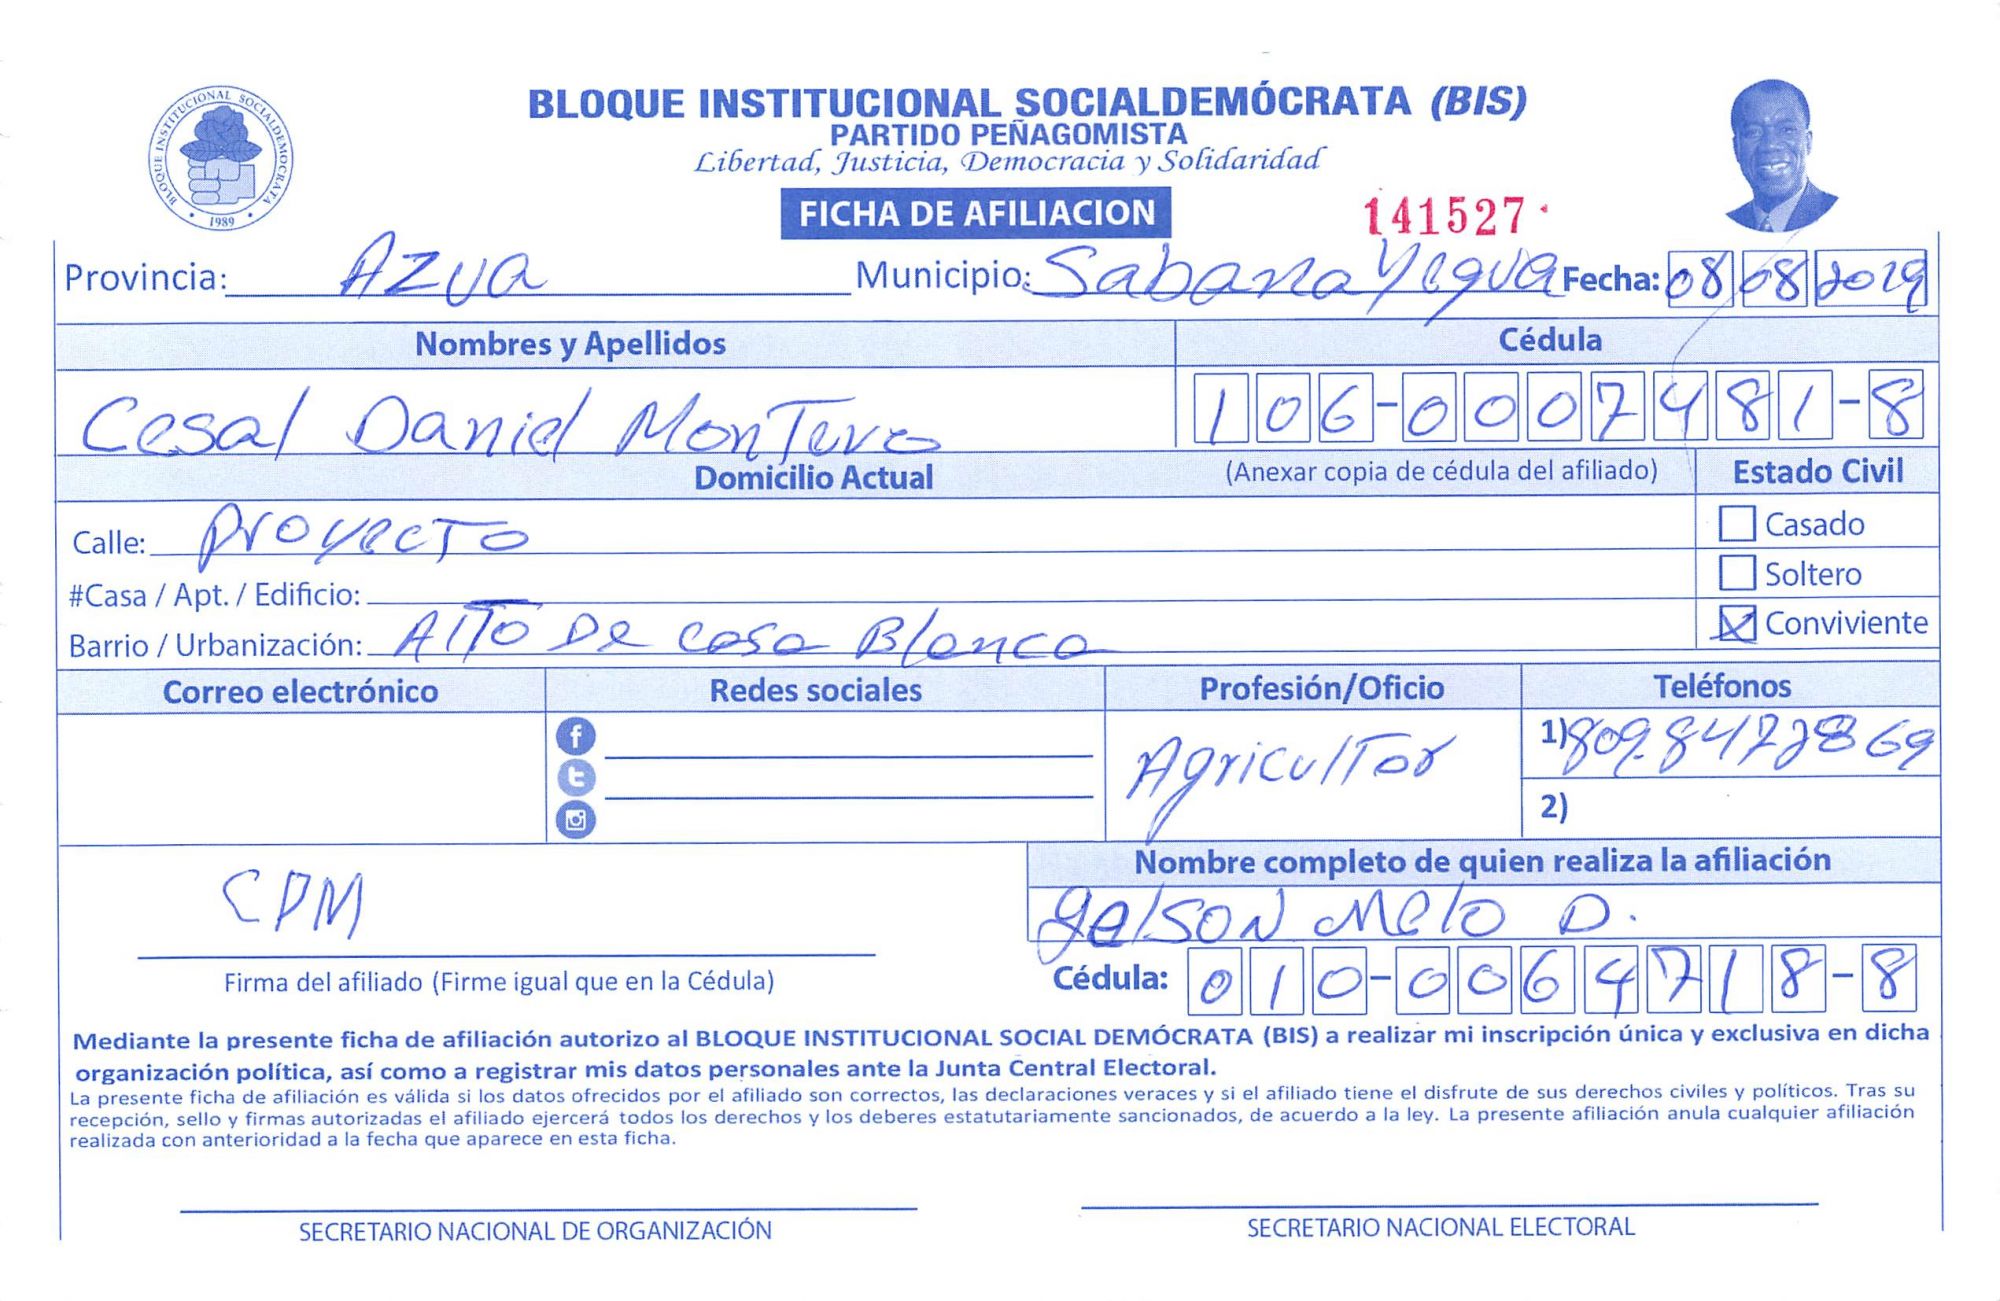 BLOQUE INSTITUCIONAL SOCIALDEMOCRATA
1989
BLOQUE INSTITUCIONAL SOCIALDEMÓCRATA (BIS)
PARTIDO PEÑAGOMISTA
Libertad, Justicia, Democracia y Solidaridad
FICHA DE AFILIACION
141527
Provincia: AZUA Municipio: Sabana Yegua Fecha: 08 08 2019
Nombres y Apellidos Cédula
Cesal Daniel Montero 106-0007481-8
Domicilio Actual (Anexar copia de cédula del afiliado) Estado Civil
Calle: Proyecto Casado
#Casa / Apt. / Edificio: Soltero
Barrio / Urbanización: Alto De Casa Blanca Conviviente
Correo electrónico Redes sociales Profesión/Oficio Teléfonos
Agricultor 1) 809.8472869
2)
Nombre completo de quien realiza la afiliación
CDM gelson Melo D.
Firma del afiliado (Firme igual que en la Cédula) Cédula: 010-0064718-8
Mediante la presente ficha de afiliación autorizo al BLOQUE INSTITUCIONAL SOCIAL DEMÓCRATA (BIS) a realizar mi inscripción única y exclusiva en dicha
organización política, así como a registrar mis datos personales ante la Junta Central Electoral.
La presente ficha de afiliación es válida si los datos ofrecidos por el afiliado son correctos, las declaraciones veraces y si el afiliado tiene el disfrute de sus derechos civiles y políticos. Tras su
recepción, sello y firmas autorizadas el afiliado ejercerá todos los derechos y los deberes estatutariamente sancionados, de acuerdo a la ley. La presente afiliación anula cualquier afiliación
realizada con anterioridad a la fecha que aparece en esta ficha.
SECRETARIO NACIONAL DE ORGANIZACIÓN SECRETARIO NACIONAL ELECTORAL